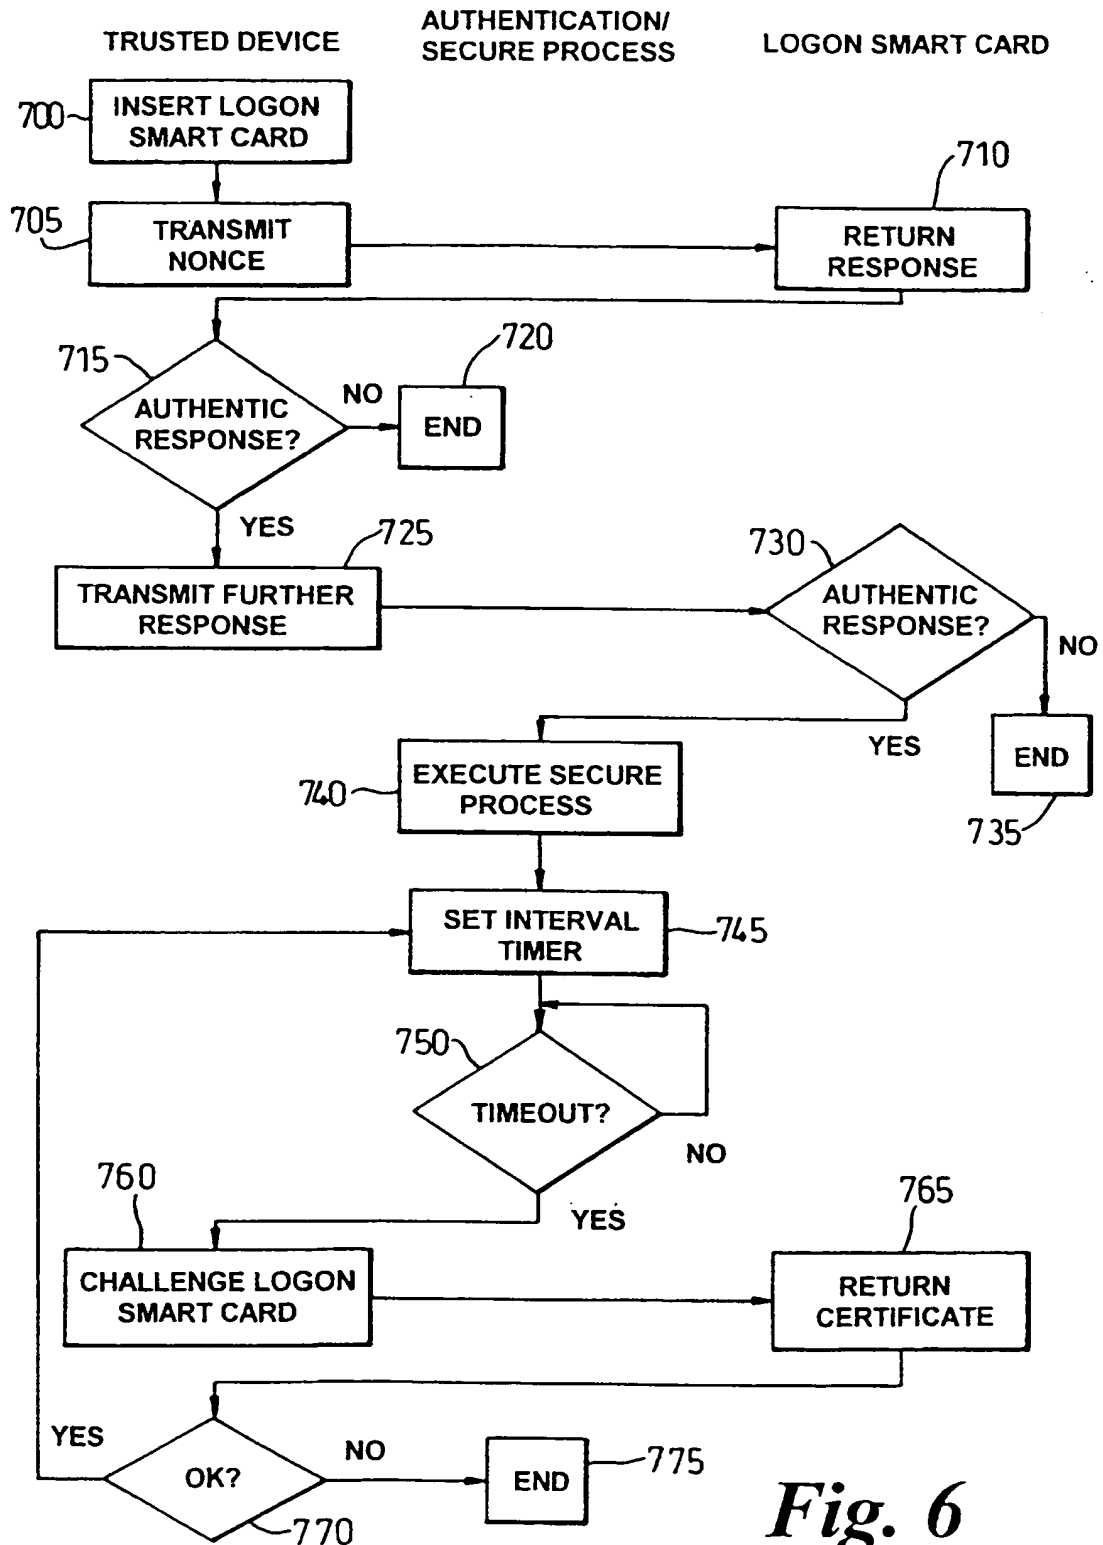 TRUSTED DEVICE
AUTHENTICATION/
SECURE PROCESS
LOGON SMART CARD
700
INSERT LOGON
SMART CARD
705
TRANSMIT
NONCE
710
RETURN
RESPONSE
715
AUTHENTIC
RESPONSE?
NO
720
END
YES
725
TRANSMIT FURTHER
RESPONSE
730
AUTHENTIC
RESPONSE?
NO
YES
END
735
740
EXECUTE SECURE
PROCESS
SET INTERVAL
TIMER
745
750
TIMEOUT?
NO
YES
760
CHALLENGE LOGON
SMART CARD
765
RETURN
CERTIFICATE
YES
OK?
NO
770
END
775
Fig. 6